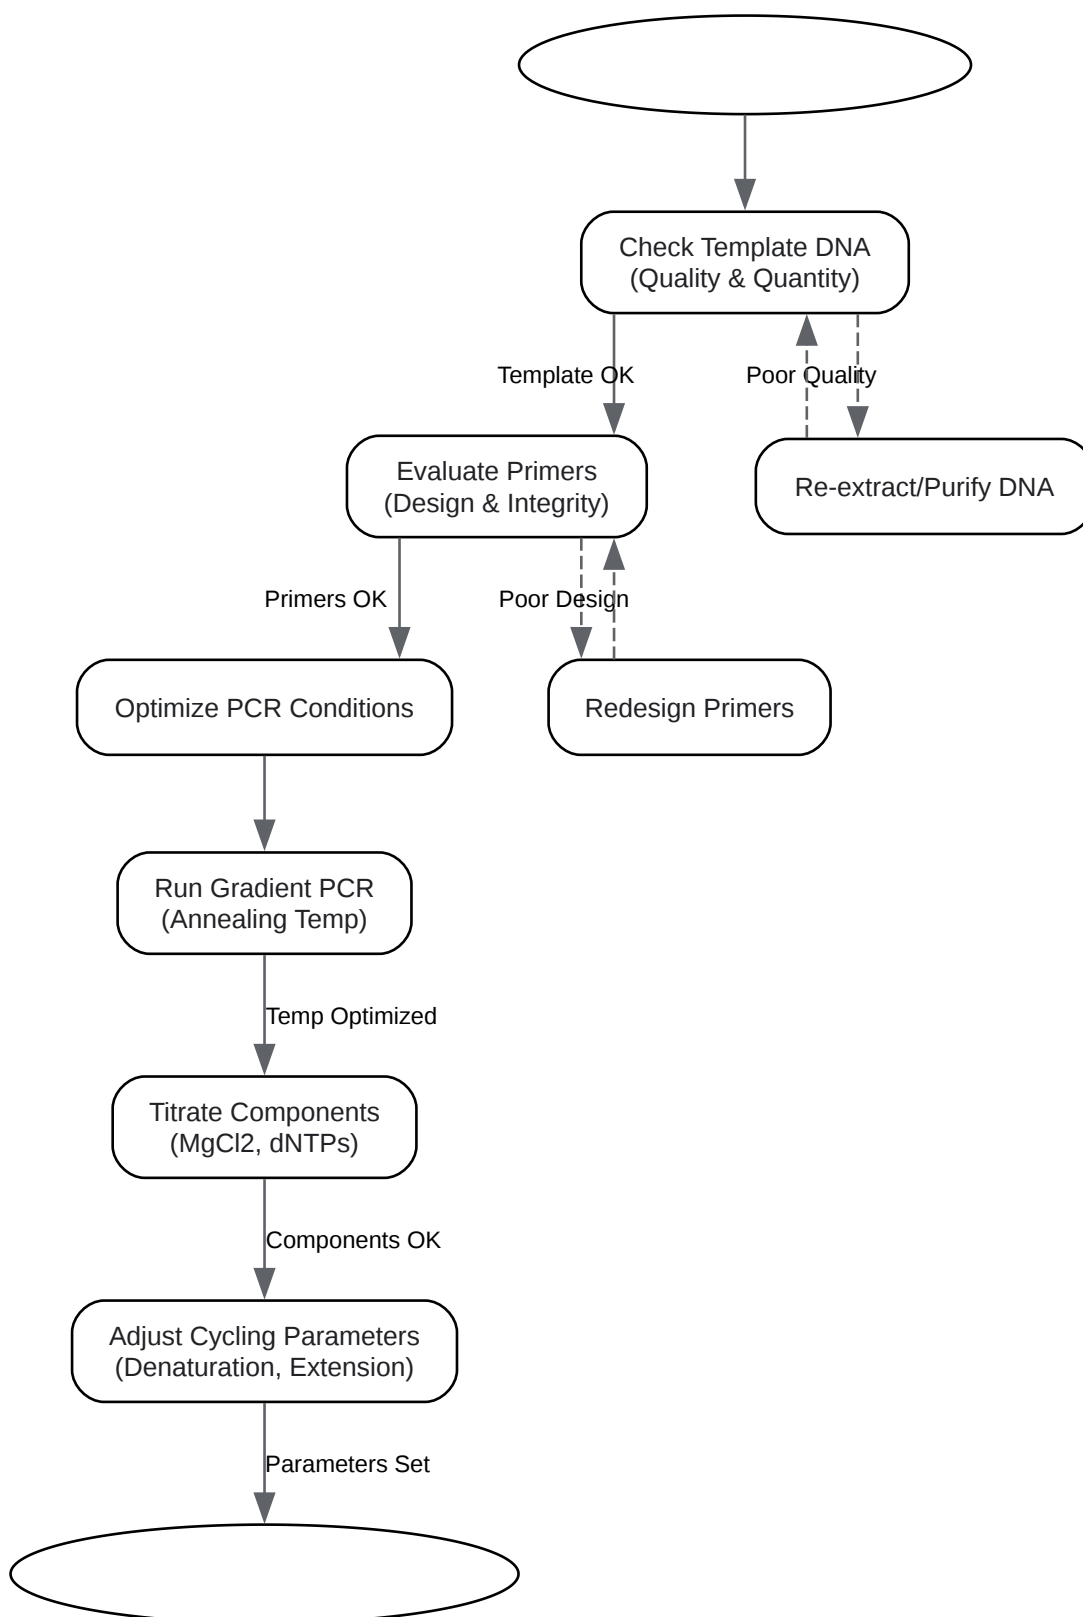 Check Template DNA
(Quality & Quantity)
Template OK
Poor Quality
Evaluate Primers
(Design & Integrity)
Re-extract/Purify DNA
Primers OK
Poor Design
Optimize PCR Conditions
Redesign Primers
Run Gradient PCR
(Annealing Temp)
Temp Optimized
Titrate Components
(MgCl2, dNTPs)
Components OK
Adjust Cycling Parameters
(Denaturation, Extension)
Parameters Set